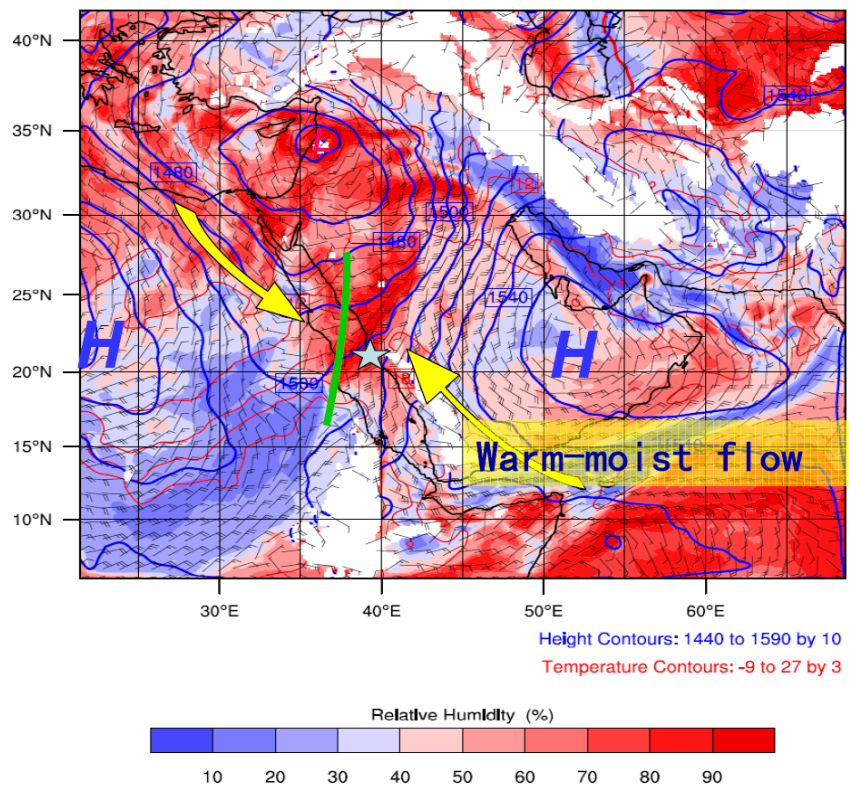 40°N
35°N
30°N
25°N
20°N
15°N
10°N
1540
1480
12
1500
1480
1540
H
H
1500
L
Warm-moist flow
30°E
40°E
50°E
60°E
Height Contours: 1440 to 1590 by 10
Temperature Contours: -9 to 27 by 3
Relative Humidity (%)
10 20 30 40 50 60 70 80 90